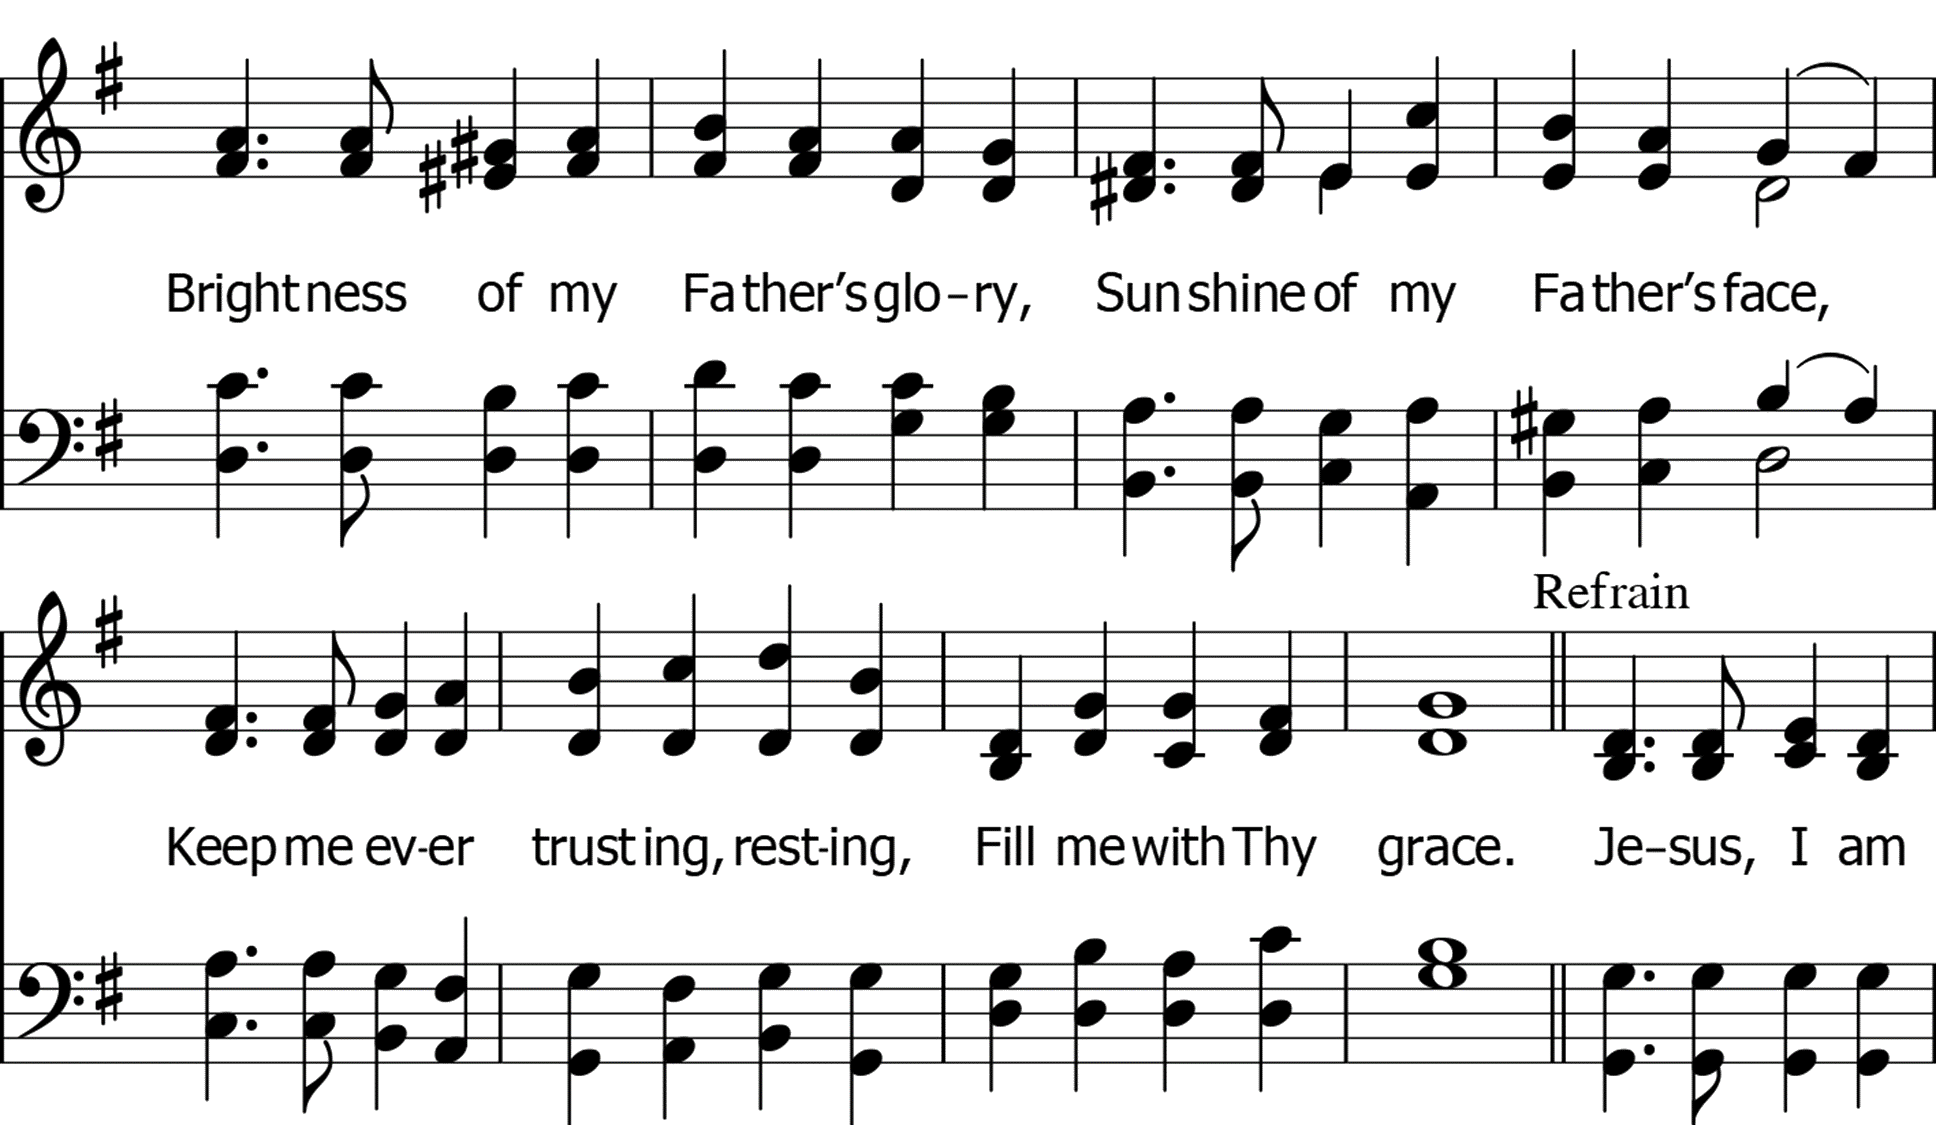 Brightness of my Father's glo-ry, Sunshine of my Father's face,
Refrain
Keep me ev-er trusting, rest-ing, Fill me with Thy grace. Je-sus, I am